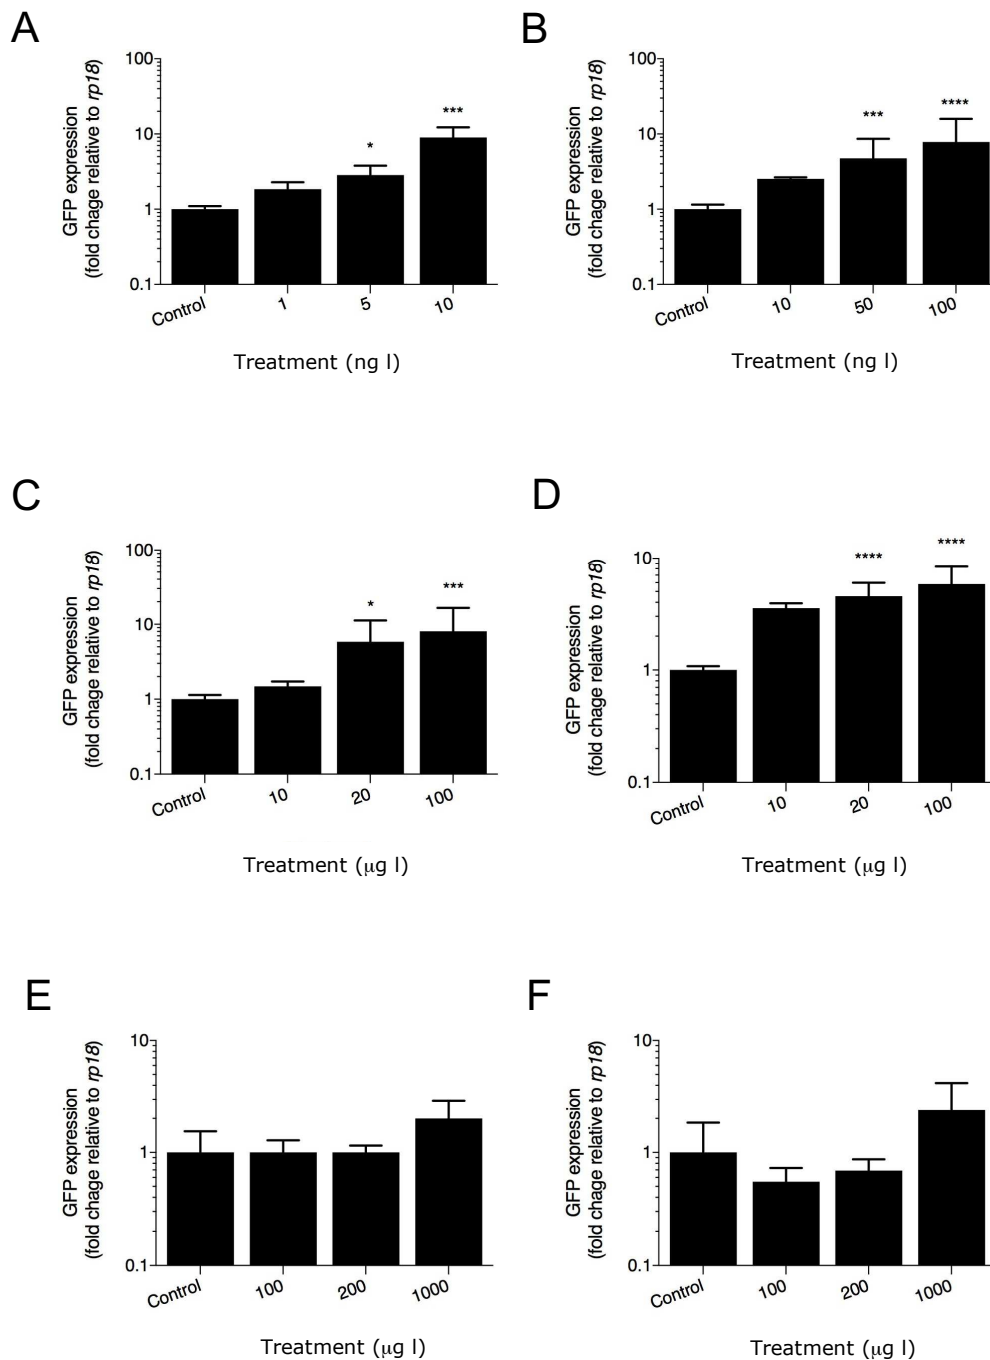 A
GFP expression
(fold chage relative to rp18)
100
10
1
0.1
*
***
Control
1
5
10
Treatment (ng l)
B
GFP expression
(fold chage relative to rp18)
100
10
1
0.1
***
****
Control
10
50
100
Treatment (ng l)
C
GFP expression
(fold chage relative to rp18)
100
10
1
0.1
*
***
Control
10
20
100
Treatment (μg l)
D
GFP expression
(fold chage relative to rp18)
10
1
0.1
****
****
Control
10
20
100
Treatment (μg l)
E
GFP expression
(fold chage relative to rp18)
10
1
0.1
Control
100
200
1000
Treatment (μg l)
F
GFP expression
(fold chage relative to rp18)
10
1
0.1
Control
100
200
1000
Treatment (μg l)